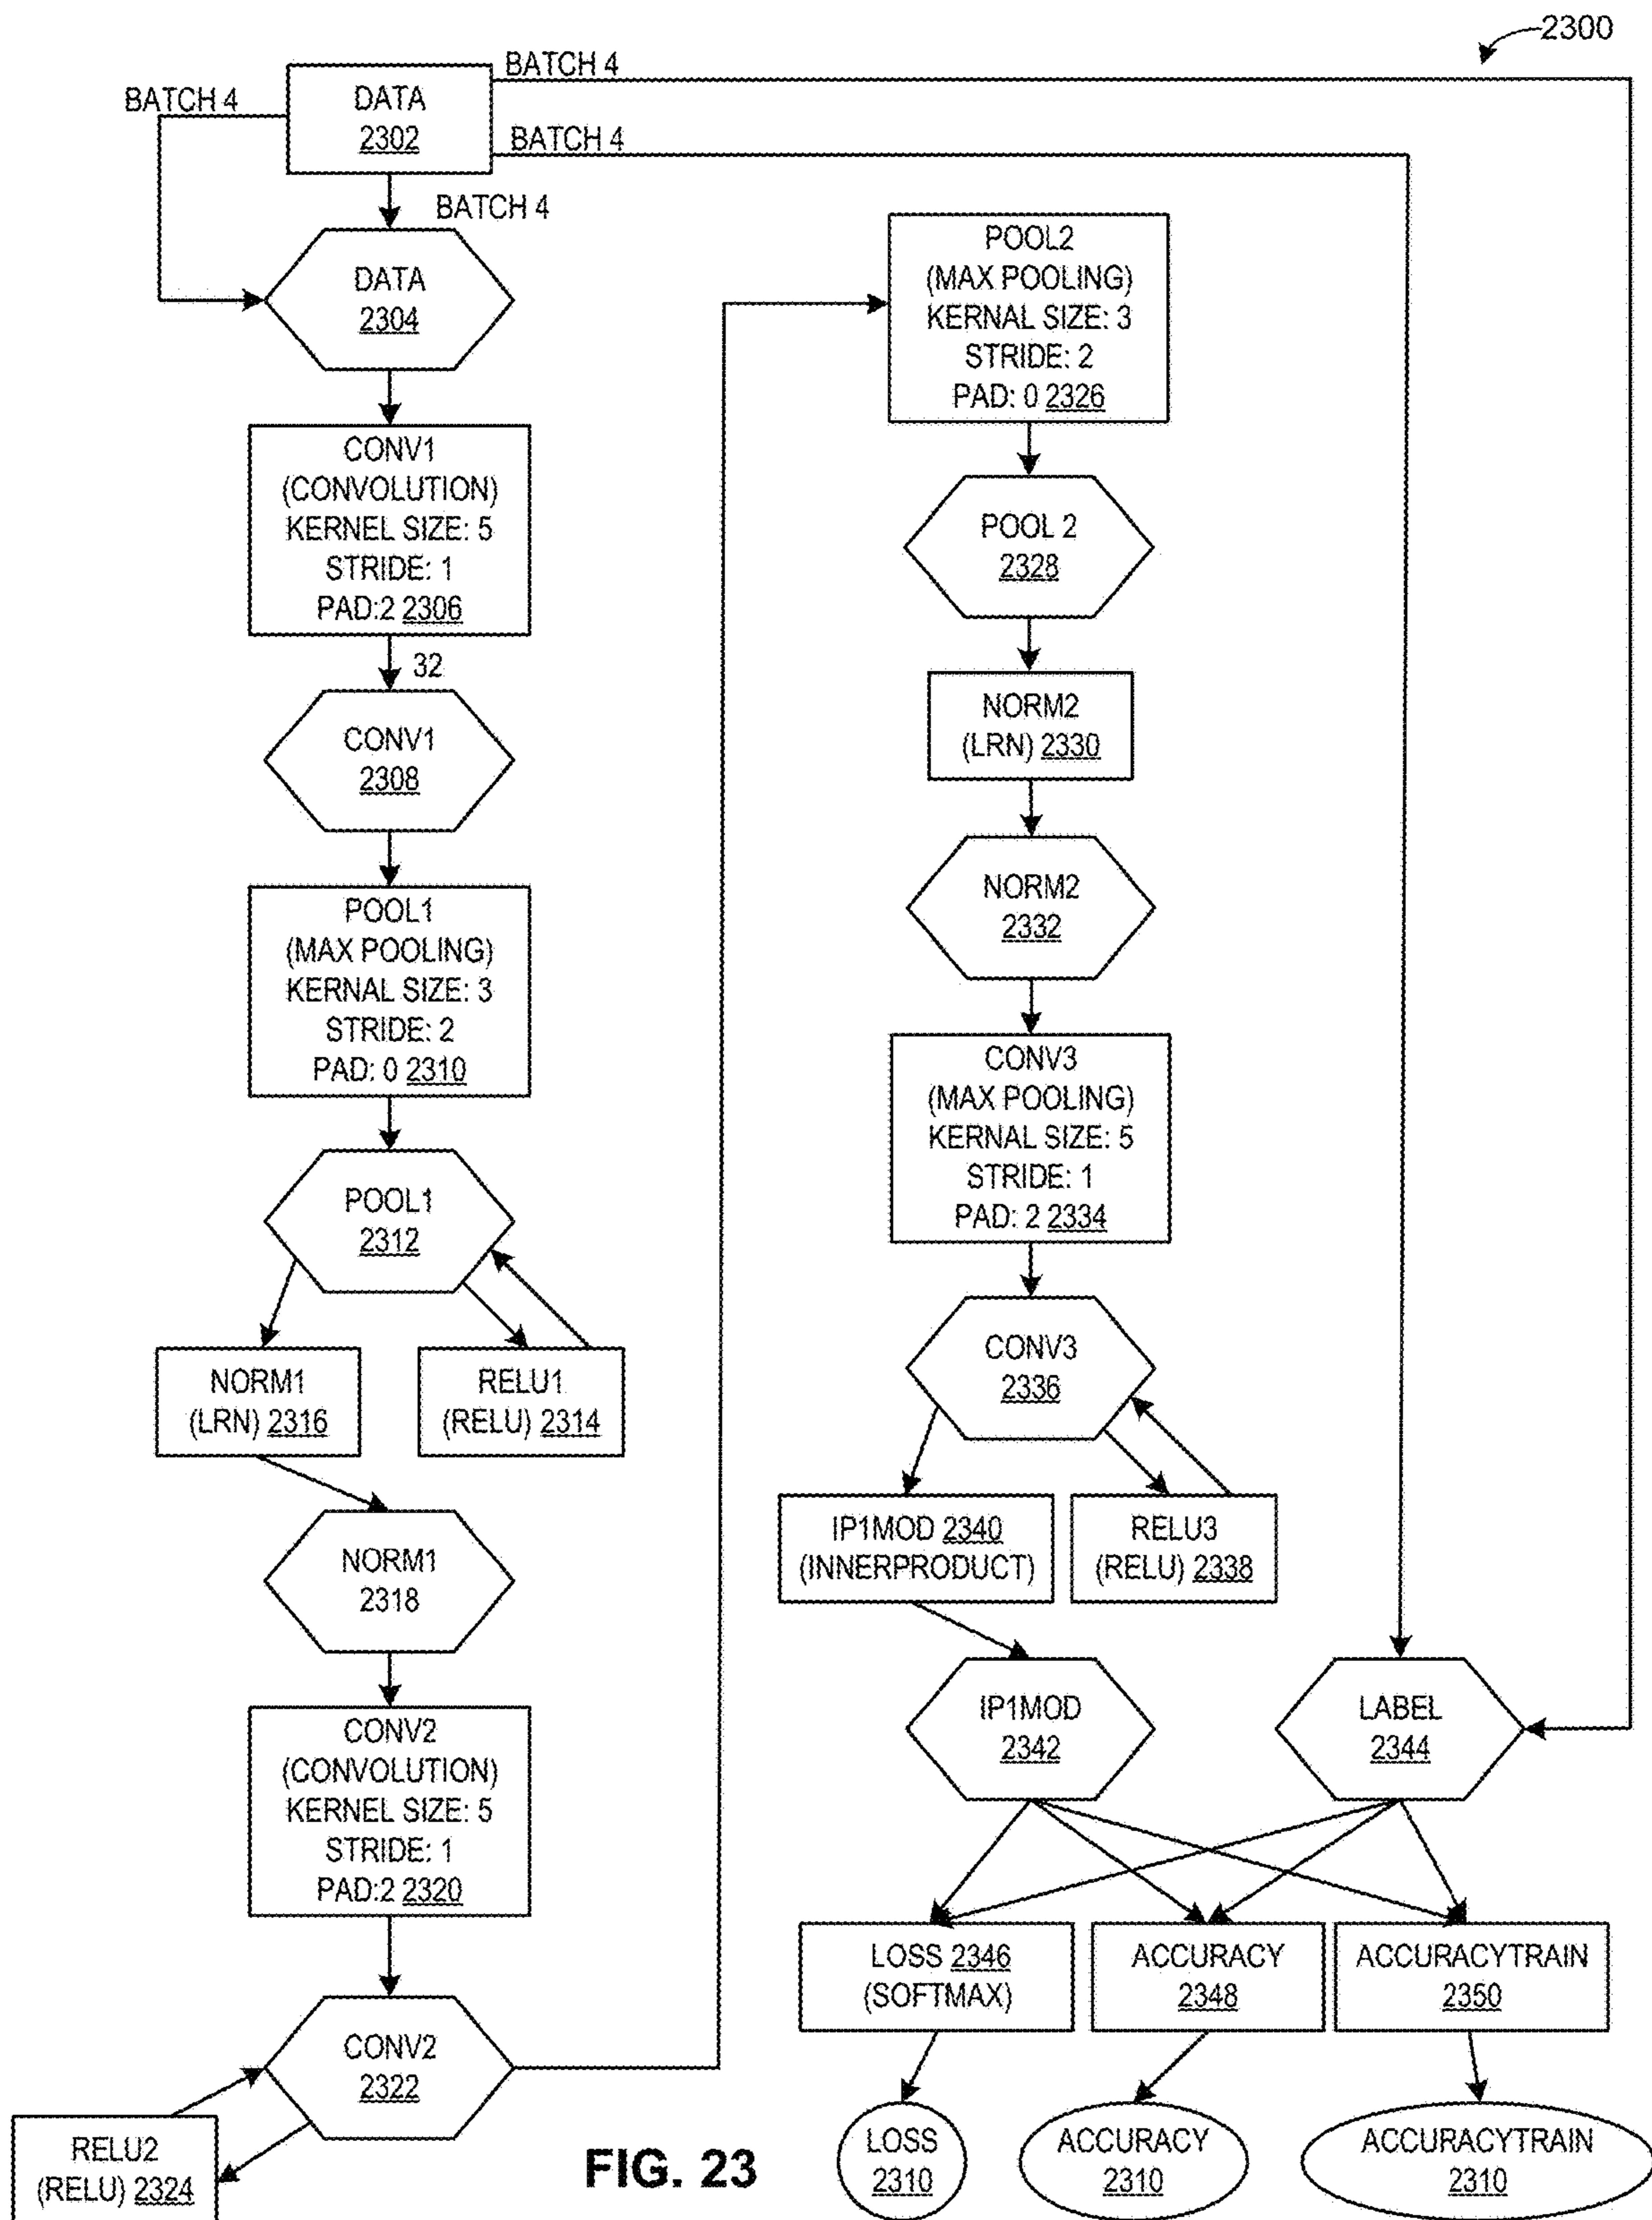 2300
BATCH 4
DATA
2302
BATCH 4
BATCH 4
BATCH 4
DATA
2304
CONV1
(CONVOLUTION)
KERNEL SIZE: 5
STRIDE: 1
PAD:2 2306
32
CONV1
2308
POOL1
(MAX POOLING)
KERNAL SIZE: 3
STRIDE: 2
PAD: 0 2310
POOL1
2312
NORM1
(LRN) 2316
RELU1
(RELU) 2314
NORM1
2318
CONV2
(CONVOLUTION)
KERNEL SIZE: 5
STRIDE: 1
PAD:2 2320
CONV2
2322
RELU2
(RELU) 2324
POOL2
(MAX POOLING)
KERNAL SIZE: 3
STRIDE: 2
PAD: 0 2326
POOL 2
2328
NORM2
(LRN) 2330
NORM2
2332
CONV3
(MAX POOLING)
KERNAL SIZE: 5
STRIDE: 1
PAD: 2 2334
CONV3
2336
IP1MOD 2340
(INNERPRODUCT)
RELU3
(RELU) 2338
IP1MOD
2342
LABEL
2344
LOSS 2346
(SOFTMAX)
ACCURACY
2348
ACCURACYTRAIN
2350
LOSS
2310
ACCURACY
2310
ACCURACYTRAIN
2310
FIG. 23